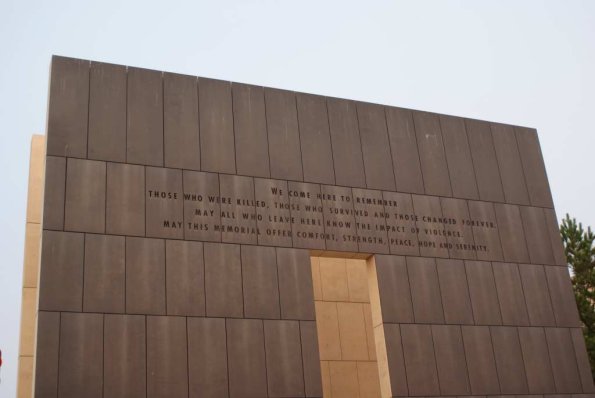 We come here to remember
those who were killed, those who survived and those changed forever.
May all who leave here know the impact of violence.
May this memorial offer comfort, strength, peace, hope and serenity.